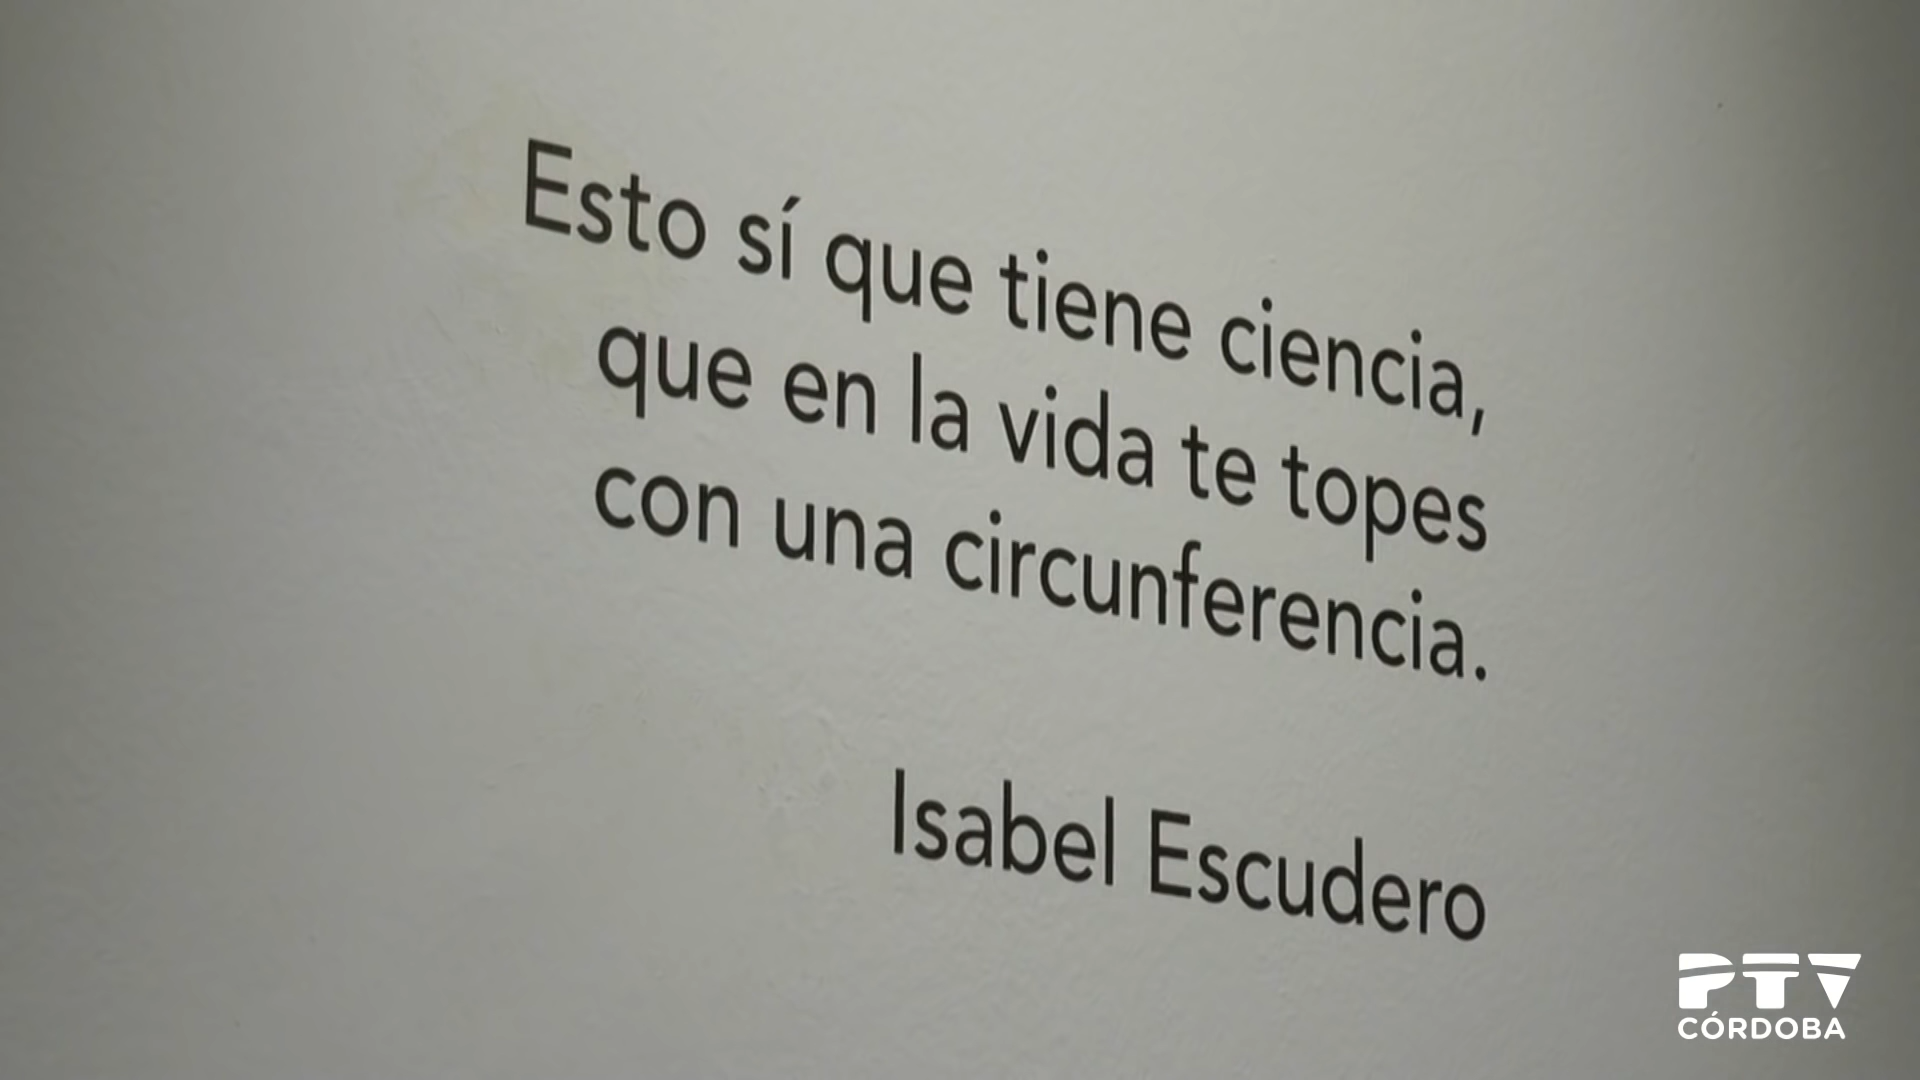 Esto sí que tiene ciencia,
que en la vida te topes
con una circunferencia.
Isabel Escudero
PTV
CÓRDOBA